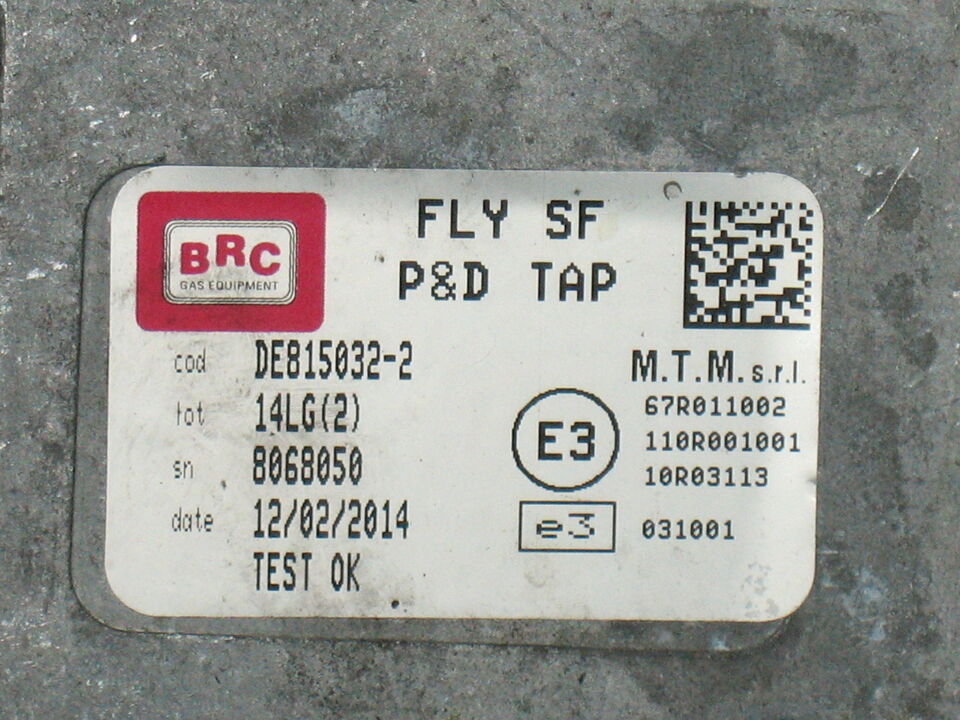 BRC
GAS EQUIPMENT
FLY SF
P&D TAP
cod DE815032-2
lot 14LG(2)
sn 8068050
date 12/02/2014
TEST OK
M.T.M. s.r.l.
E3
67R011002
110R001001
10R03113
e3 031001